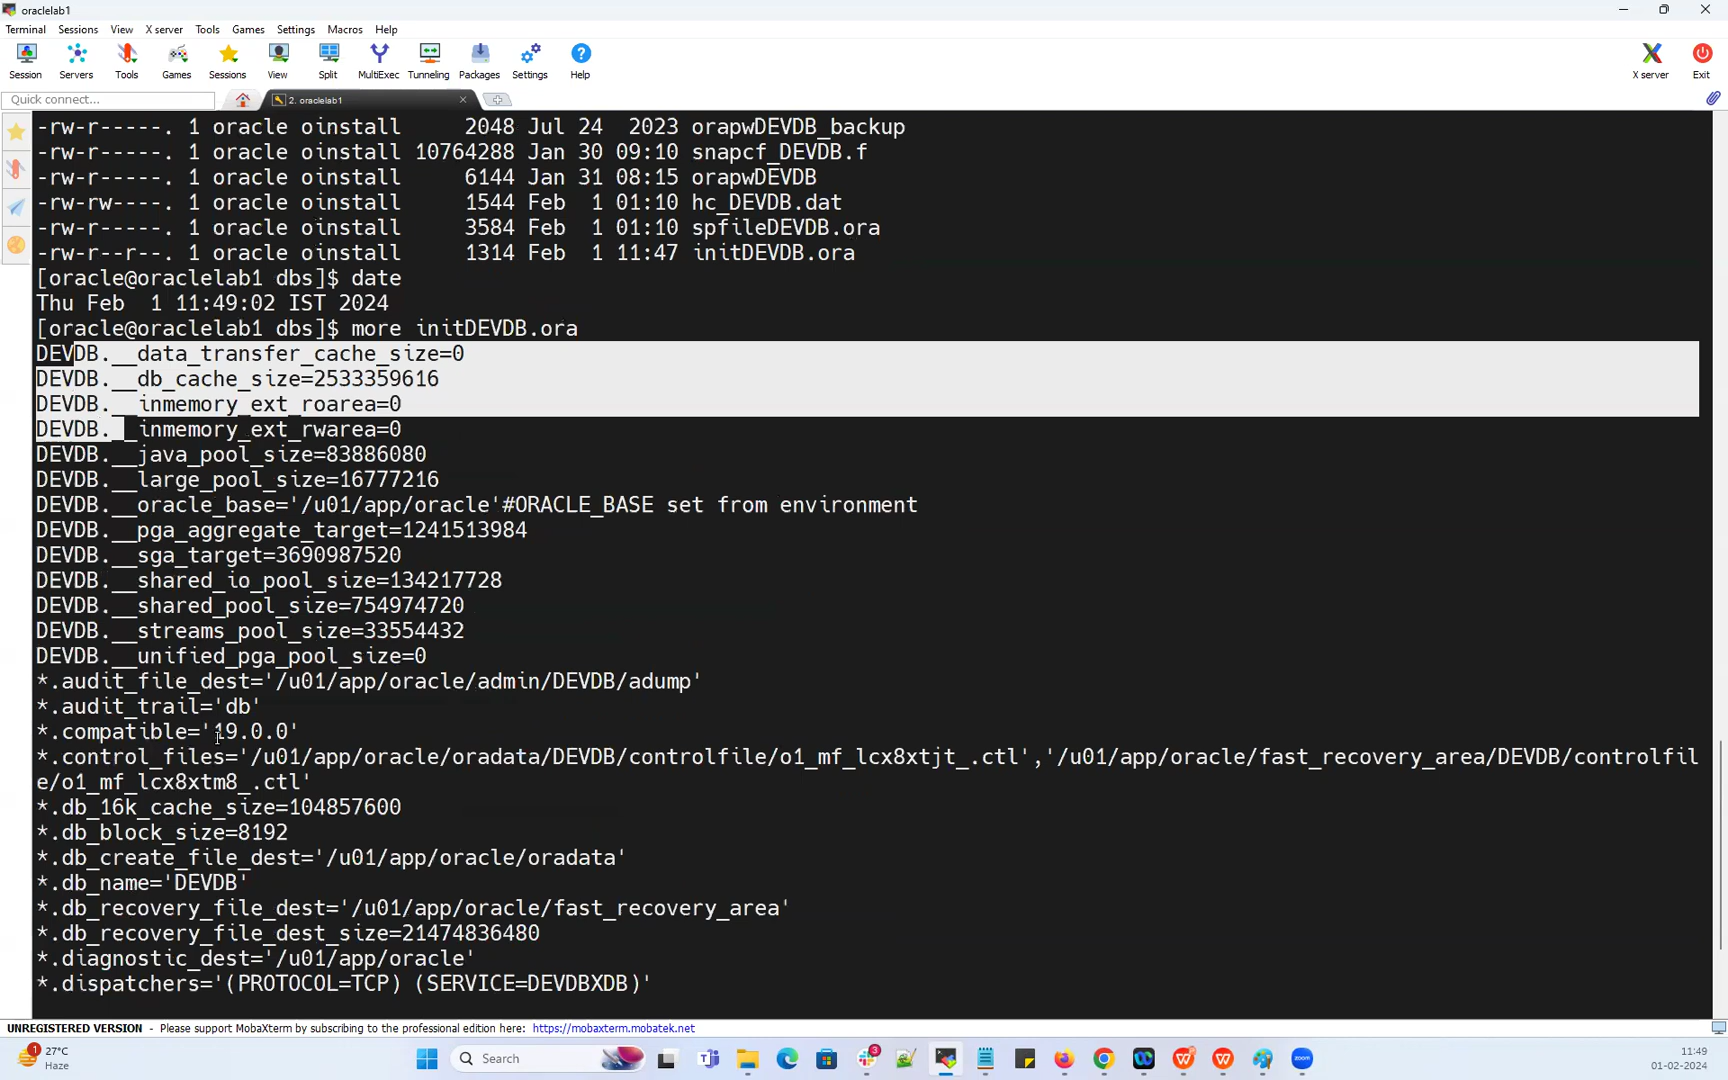 oraclelab1
Terminal Sessions View X server Tools Games Settings Macros Help
Session Servers Tools Games Sessions View Split MultiExec Tunneling Packages Settings Help X server Exit
Quick connect... 2. oraclelab1
-rw-r-----. 1 oracle oinstall 2048 Jul 24 2023 orapwDEVDB_backup
-rw-r-----. 1 oracle oinstall 10764288 Jan 30 09:10 snapcf_DEVDB.f
-rw-r-----. 1 oracle oinstall 6144 Jan 31 08:15 orapwDEVDB
-rw-rw----. 1 oracle oinstall 1544 Feb 1 01:10 hc_DEVDB.dat
-rw-r-----. 1 oracle oinstall 3584 Feb 1 01:10 spfileDEVDB.ora
-rw-r--r--. 1 oracle oinstall 1314 Feb 1 11:47 initDEVDB.ora
[oracle@oraclelab1 dbs]$ date
Thu Feb 1 11:49:02 IST 2024
[oracle@oraclelab1 dbs]$ more initDEVDB.ora
DEVDB.__data_transfer_cache_size=0
DEVDB.__db_cache_size=2533359616
DEVDB.__inmemory_ext_roarea=0
DEVDB.__inmemory_ext_rwarea=0
DEVDB.__java_pool_size=83886080
DEVDB.__large_pool_size=16777216
DEVDB.__oracle_base='/u01/app/oracle'#ORACLE_BASE set from environment
DEVDB.__pga_aggregate_target=1241513984
DEVDB.__sga_target=3690987520
DEVDB.__shared_io_pool_size=134217728
DEVDB.__shared_pool_size=754974720
DEVDB.__streams_pool_size=33554432
DEVDB.__unified_pga_pool_size=0
*.audit_file_dest='/u01/app/oracle/admin/DEVDB/adump'
*.audit_trail='db'
*.compatible='19.0.0'
*.control_files='/u01/app/oracle/oradata/DEVDB/controlfile/o1_mf_lcx8xtjt_.ctl','/u01/app/oracle/fast_recovery_area/DEVDB/controlfil
e/o1_mf_lcx8xtm8_.ctl'
*.db_16k_cache_size=104857600
*.db_block_size=8192
*.db_create_file_dest='/u01/app/oracle/oradata'
*.db_name='DEVDB'
*.db_recovery_file_dest='/u01/app/oracle/fast_recovery_area'
*.db_recovery_file_dest_size=21474836480
*.diagnostic_dest='/u01/app/oracle'
*.dispatchers='(PROTOCOL=TCP) (SERVICE=DEVDBXDB)'
UNREGISTERED VERSION - Please support MobaXterm by subscribing to the professional edition here: https://mobaxterm.mobatek.net
1 27°C Search 3 zoom 11:49
Haze 01-02-2024